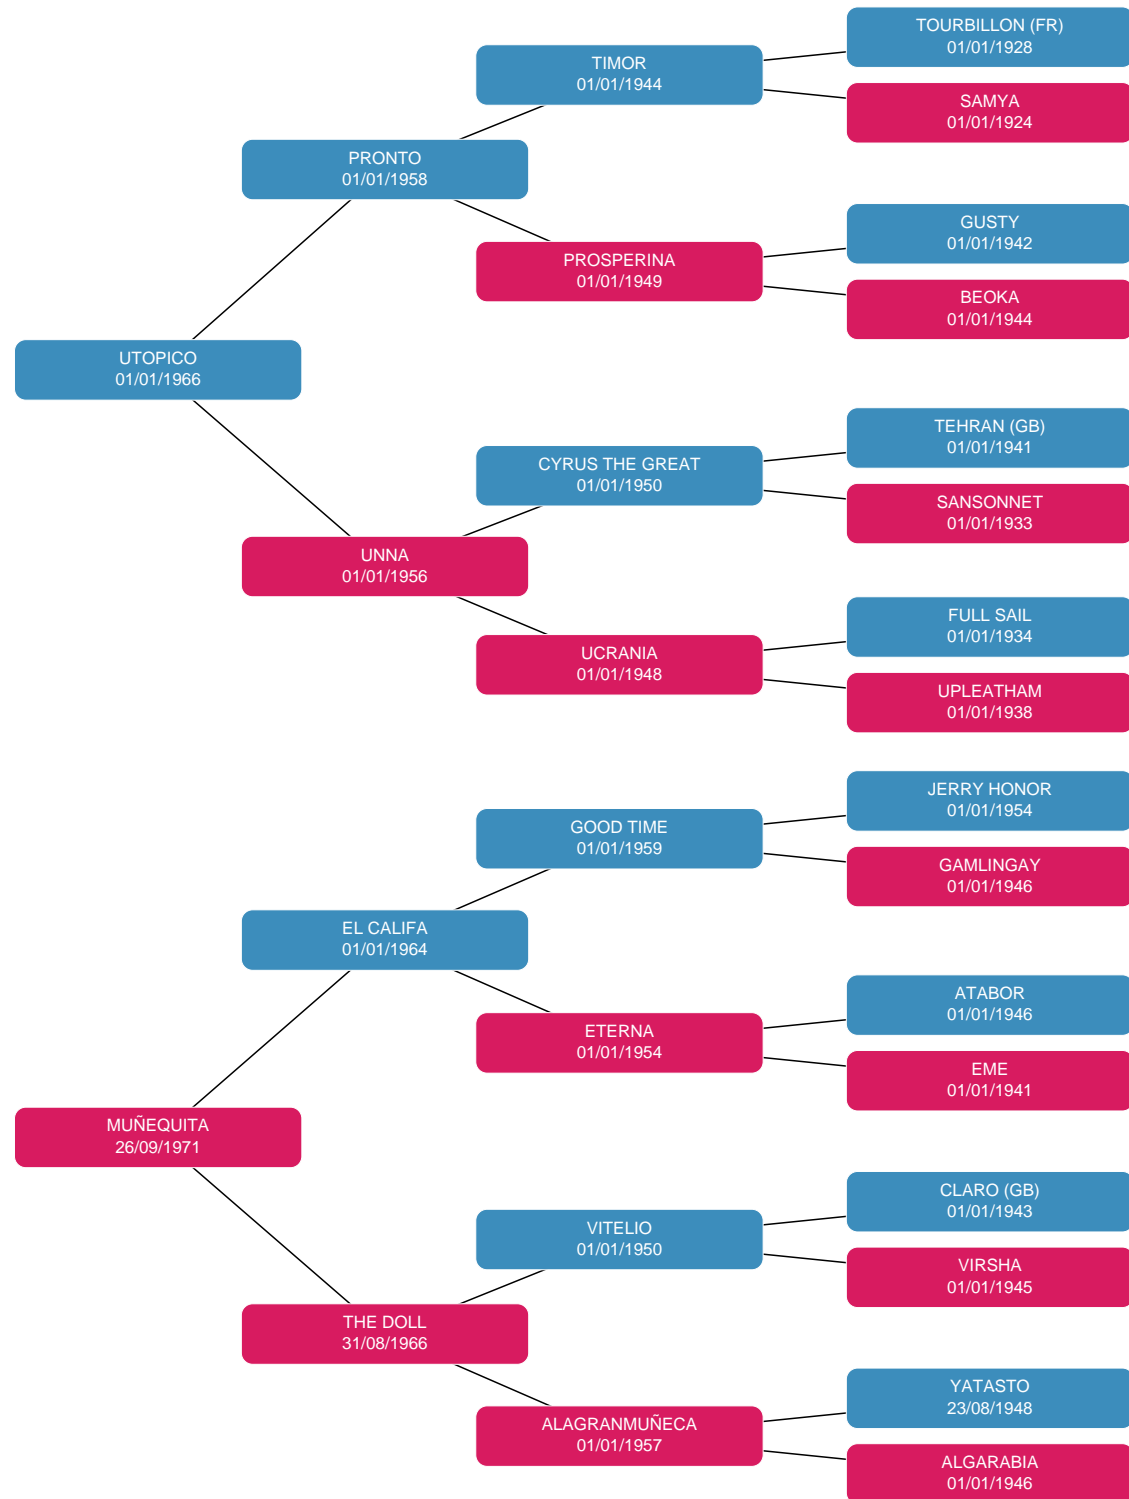 TOURBILLON (FR)
01/01/1928
TIMOR
01/01/1944
SAMYA
01/01/1924
PRONTO
01/01/1958
GUSTY
01/01/1942
PROSPERINA
01/01/1949
BEOKA
01/01/1944
UTOPICO
01/01/1966
TEHRAN (GB)
01/01/1941
CYRUS THE GREAT
01/01/1950
SANSONNET
01/01/1933
UNNA
01/01/1956
FULL SAIL
01/01/1934
UCRANIA
01/01/1948
UPLEATHAM
01/01/1938
JERRY HONOR
01/01/1954
GOOD TIME
01/01/1959
GAMLINGAY
01/01/1946
EL CALIFA
01/01/1964
ATABOR
01/01/1946
ETERNA
01/01/1954
EME
01/01/1941
MUÑEQUITA
26/09/1971
CLARO (GB)
01/01/1943
VITELIO
01/01/1950
VIRSHA
01/01/1945
THE DOLL
31/08/1966
YATASTO
23/08/1948
ALAGRANMUÑECA
01/01/1957
ALGARABIA
01/01/1946